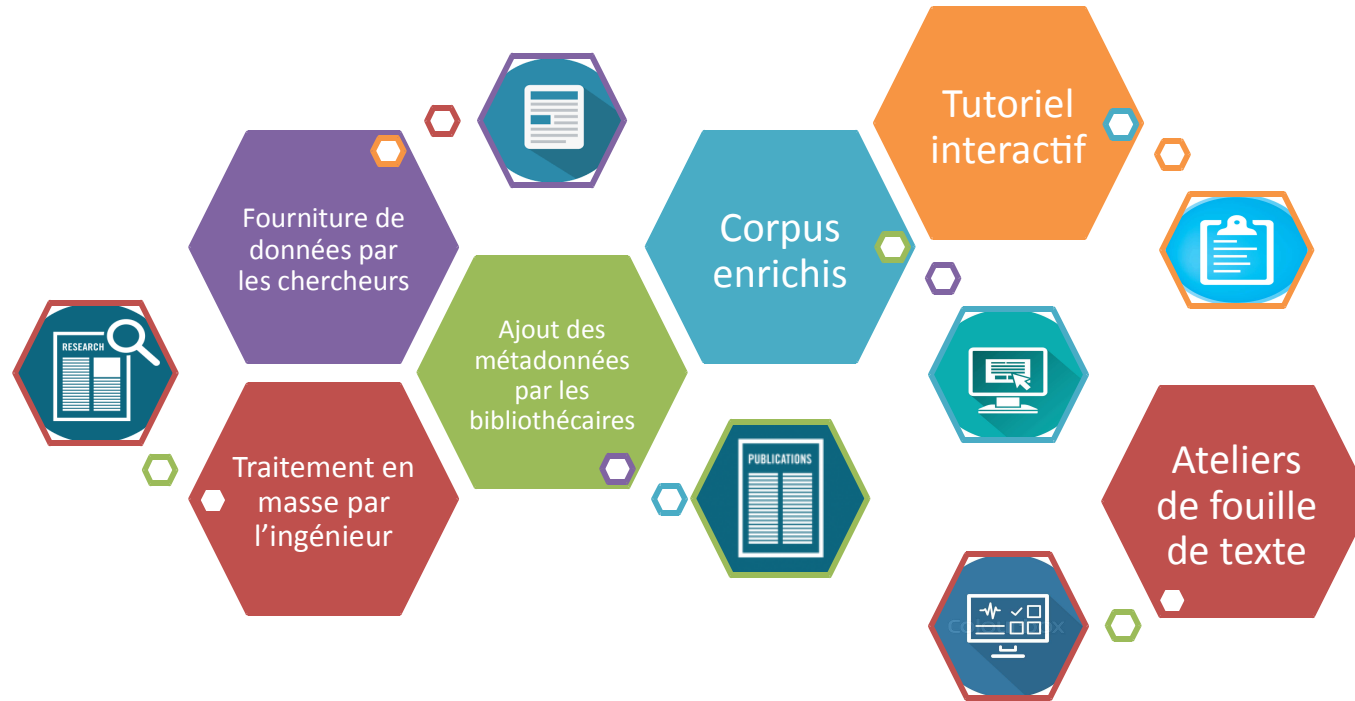 Tutoriel
interactif
Fourniture de
données par
les chercheurs
Corpus
enrichis
RESEARCH
Ajout des
métadonnées
par les
bibliothécaires
Traitement en
masse par
l’ingénieur
PUBLICATIONS
Ateliers
de fouille
de texte